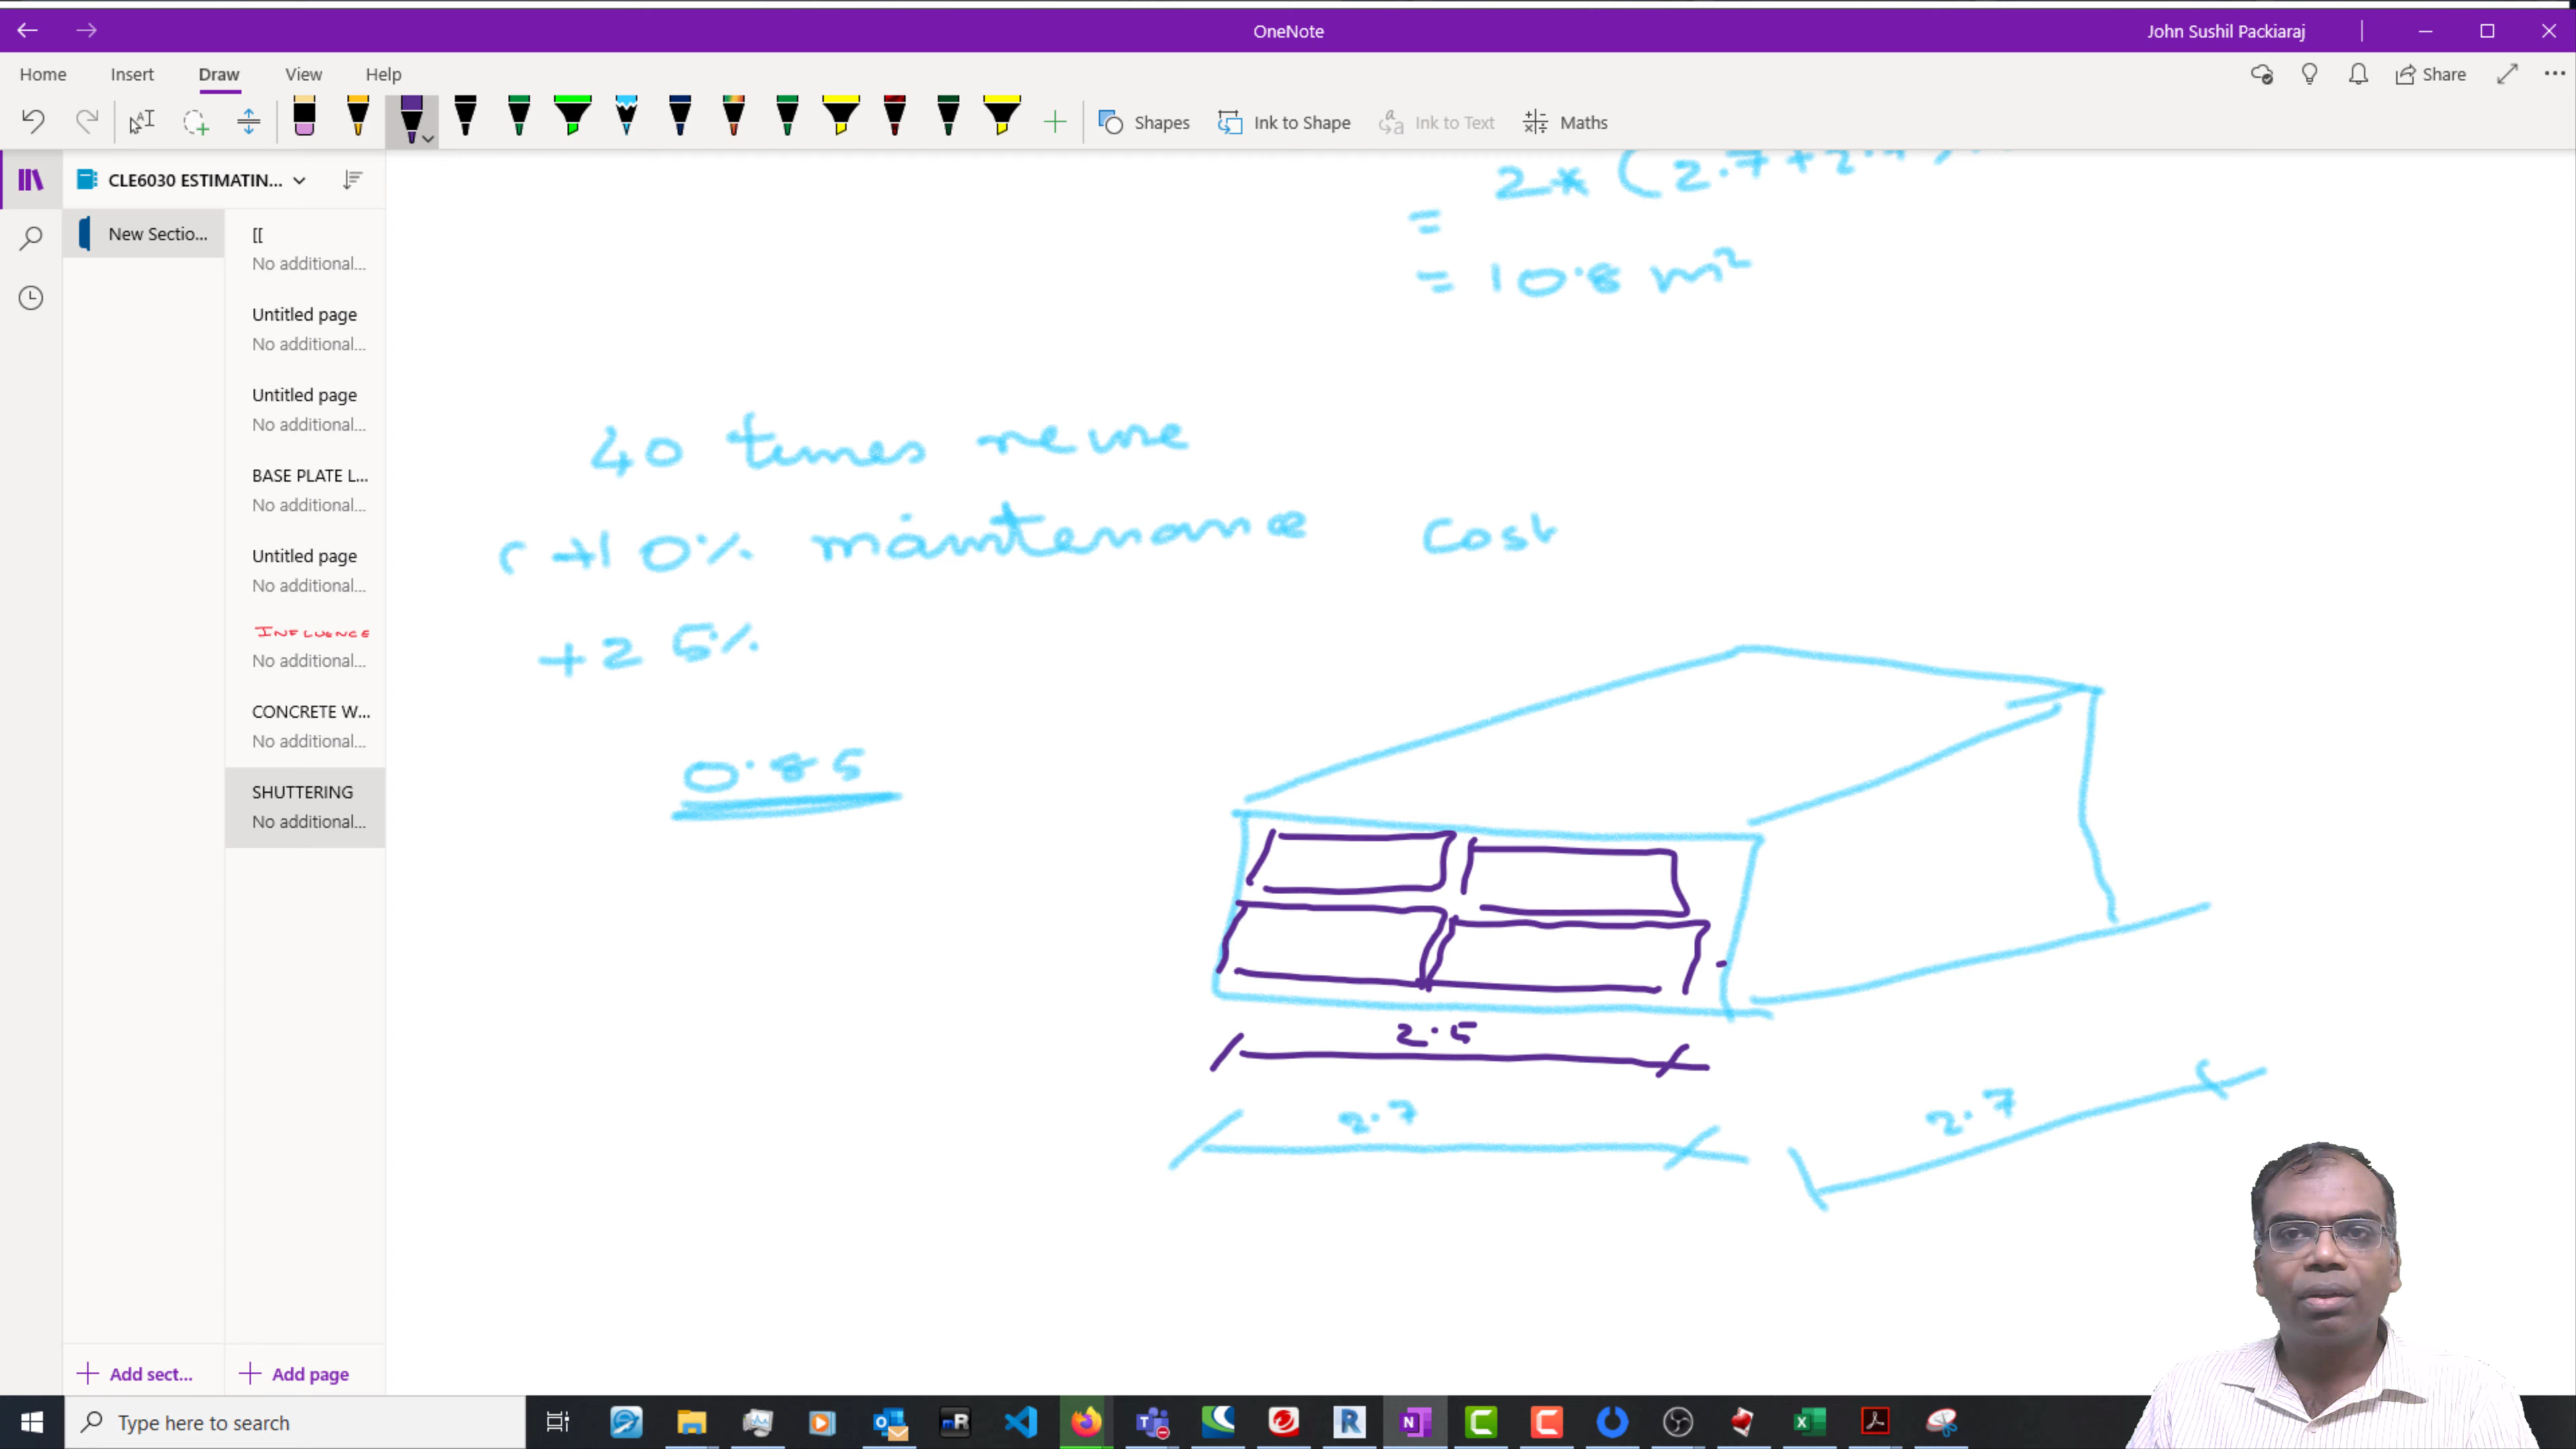 OneNote
John Sushil Packiaraj
Home Insert Draw View Help
Share
Shapes
Ink to Shape
Ink to Text
Maths
CLE6030 ESTIMATIN...
New Sectio...
[[
No additional...
Untitled page
No additional...
Untitled page
No additional...
BASE PLATE L...
No additional...
Untitled page
No additional...
INFLUENCE
No additional...
CONCRETE W...
No additional...
SHUTTERING
No additional...
= 2* (2.7+2.7)
= 10.8 m²
40 times reuse
(+10% maintenance cost
+25%
0.85
2.5
2.7
2.7
+ Add sect...
+ Add page
Type here to search